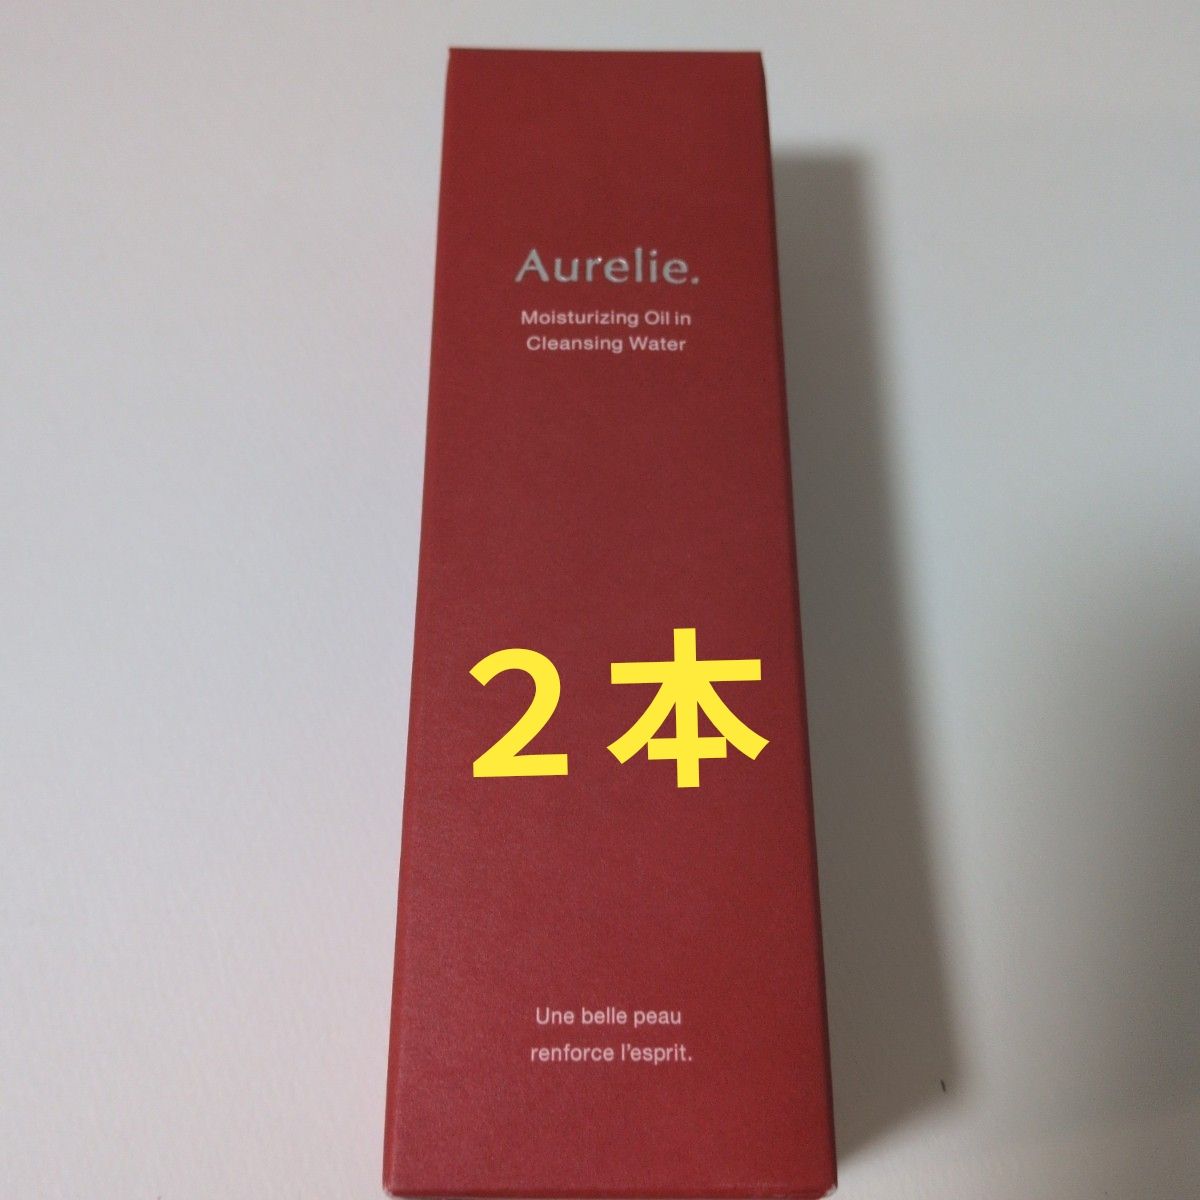 Aurelie.
Moisturizing Oil in
Cleansing Water
２本
Une belle peau
renforce l'esprit.